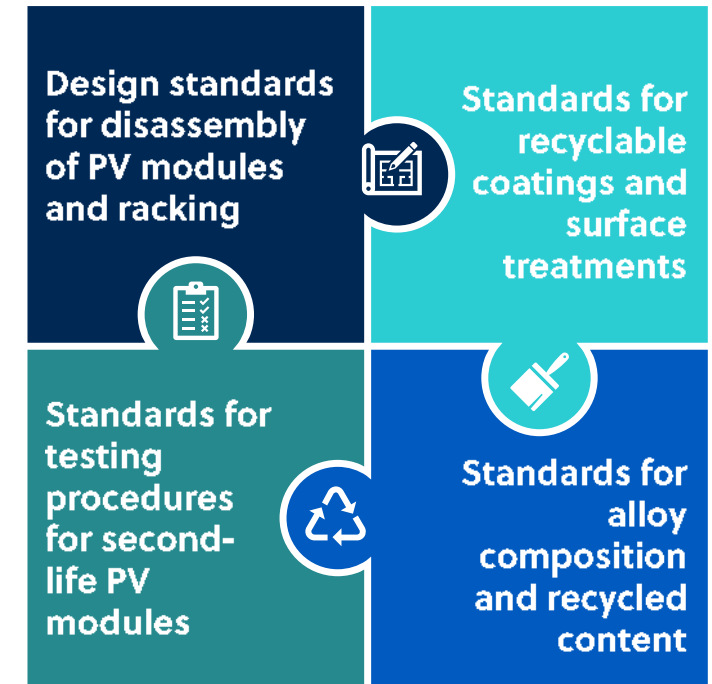 Design standards
for disassembly
of PV modules
and racking
Standards for
recyclable
coatings and
surface
treatments
Standards for
testing
procedures
for second-
life PV
modules
Standards for
alloy
composition
and recycled
content